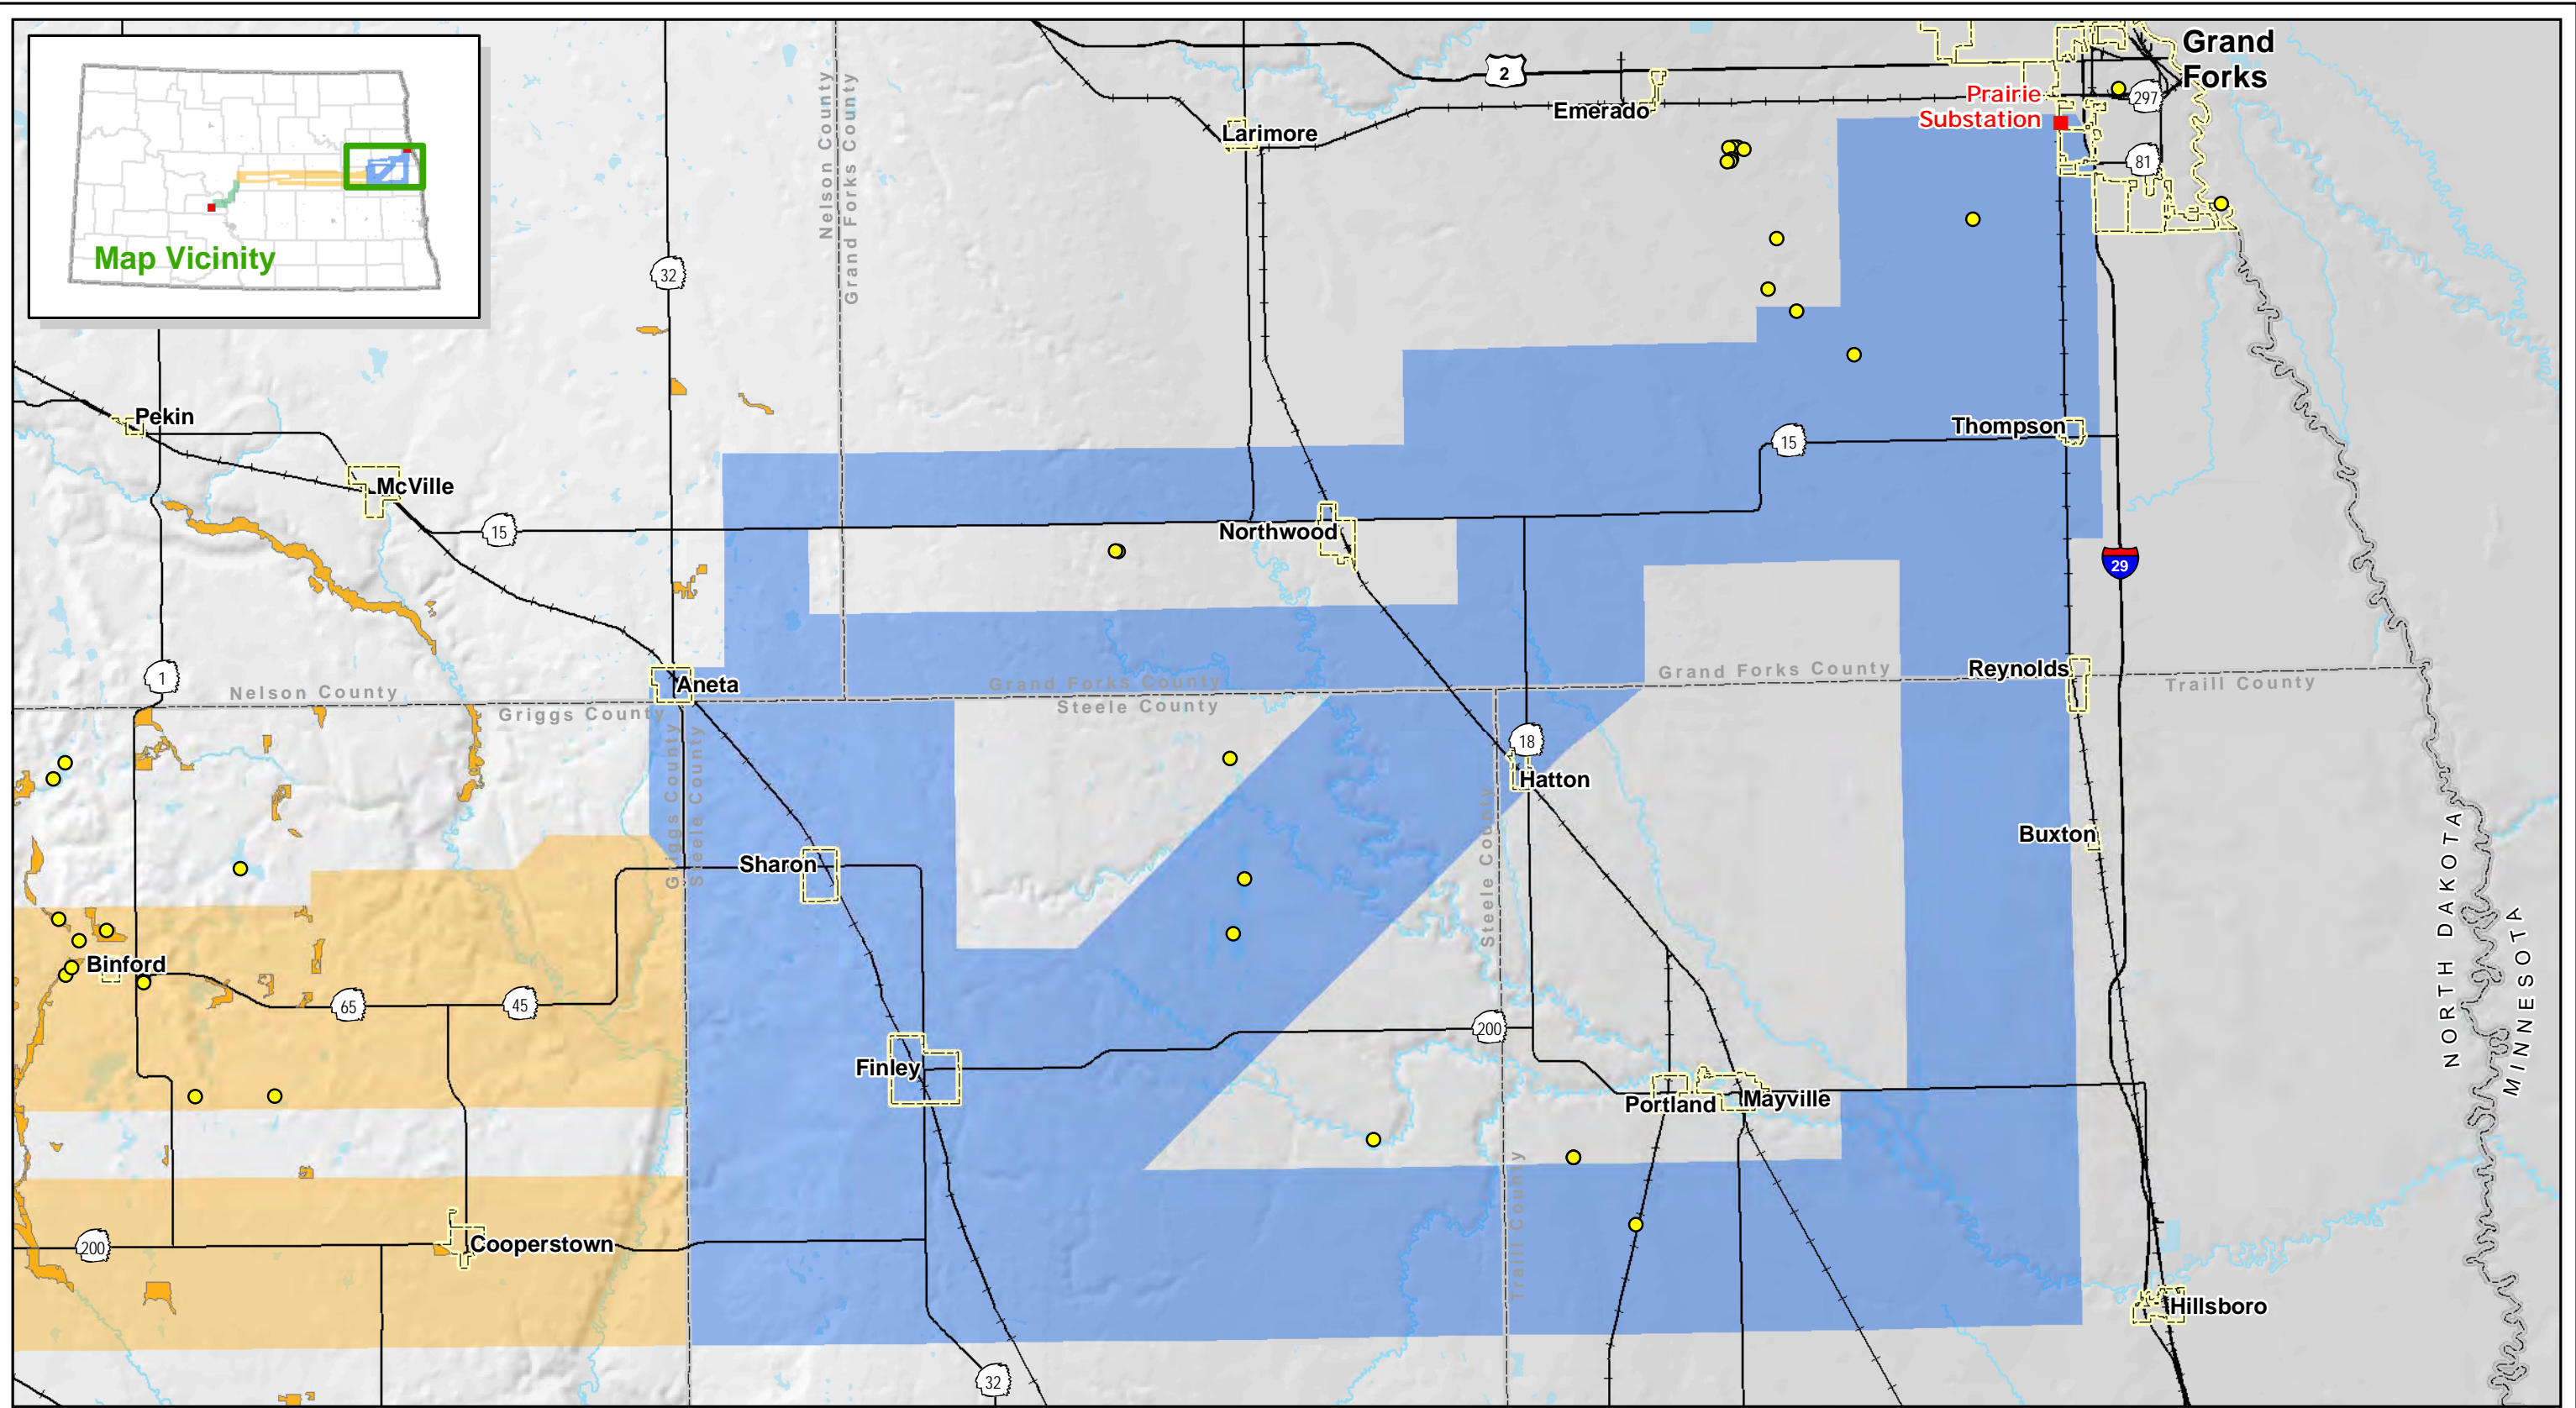 Map Vicinity
Grand
Forks
2
297
Prairie
Substation
81
Emerado
Larimore
Nelson County
Grand Forks County
32
Pekin
McVille
15
15
Thompson
Northwood
29
1
Nelson County
Griggs County
Aneta
Grand Forks County
Steele County
Grand Forks County
Reynolds
Traill County
18
Hatton
Griggs County
Steele County
Sharon
Steele County
Buxton
NORTH DAKOTA
MINNESOTA
Binford
65
45
200
Finley
Portland
Mayville
Traill County
200
Cooperstown
Hillsboro
32